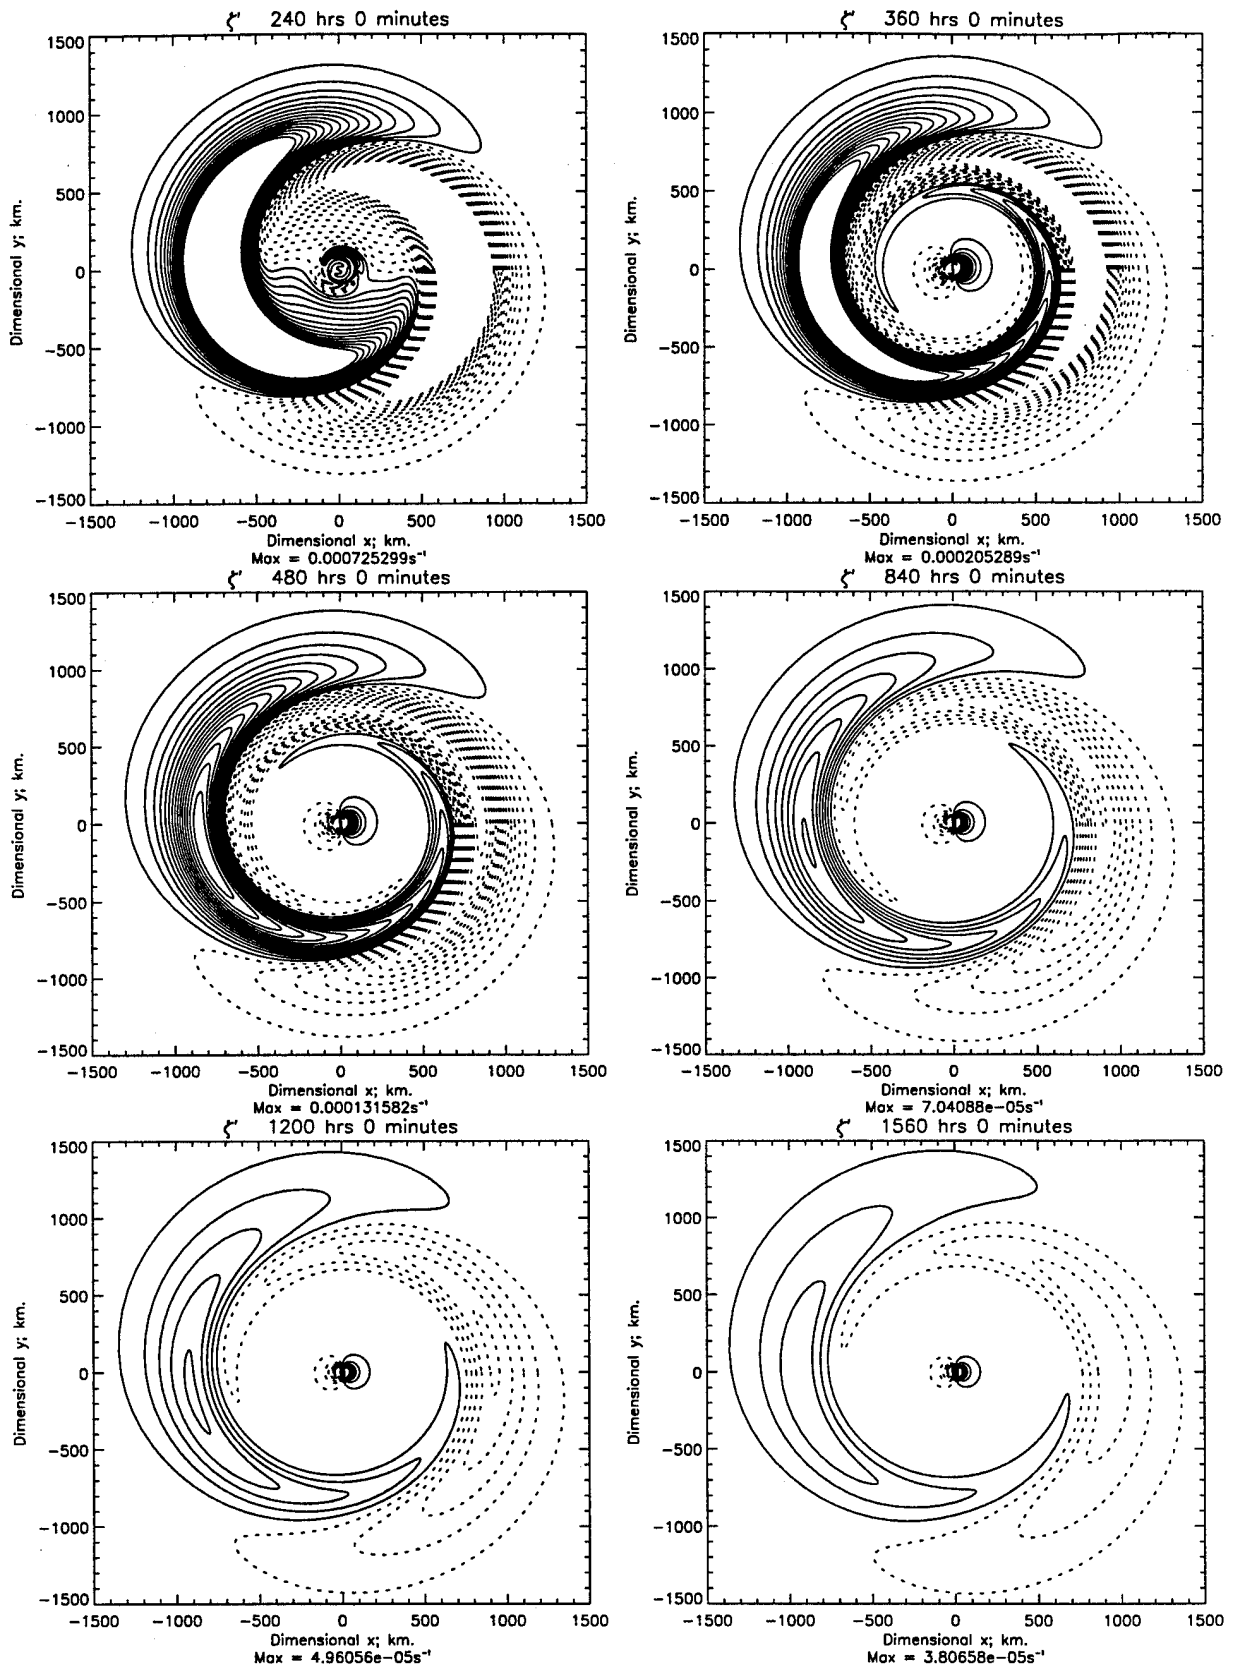 ζ' 240 hrs 0 minutes
1500
1000
500
0
−500
−1000
−1500
Dimensional y; km.
−1500 −1000 −500 0 500 1000 1500
Dimensional x; km.
Max = 0.000725299s⁻¹
ζ' 360 hrs 0 minutes
1500
1000
500
0
−500
−1000
−1500
Dimensional y; km.
−1500 −1000 −500 0 500 1000 1500
Dimensional x; km.
Max = 0.000205289s⁻¹
ζ' 480 hrs 0 minutes
1500
1000
500
0
−500
−1000
−1500
Dimensional y; km.
−1500 −1000 −500 0 500 1000 1500
Dimensional x; km.
Max = 0.000131582s⁻¹
ζ' 840 hrs 0 minutes
1500
1000
500
0
−500
−1000
−1500
Dimensional y; km.
−1500 −1000 −500 0 500 1000 1500
Dimensional x; km.
Max = 7.04088e−05s⁻¹
ζ' 1200 hrs 0 minutes
1500
1000
500
0
−500
−1000
−1500
Dimensional y; km.
−1500 −1000 −500 0 500 1000 1500
Dimensional x; km.
Max = 4.96056e−05s⁻¹
ζ' 1560 hrs 0 minutes
1500
1000
500
0
−500
−1000
−1500
Dimensional y; km.
−1500 −1000 −500 0 500 1000 1500
Dimensional x; km.
Max = 3.80658e−05s⁻¹